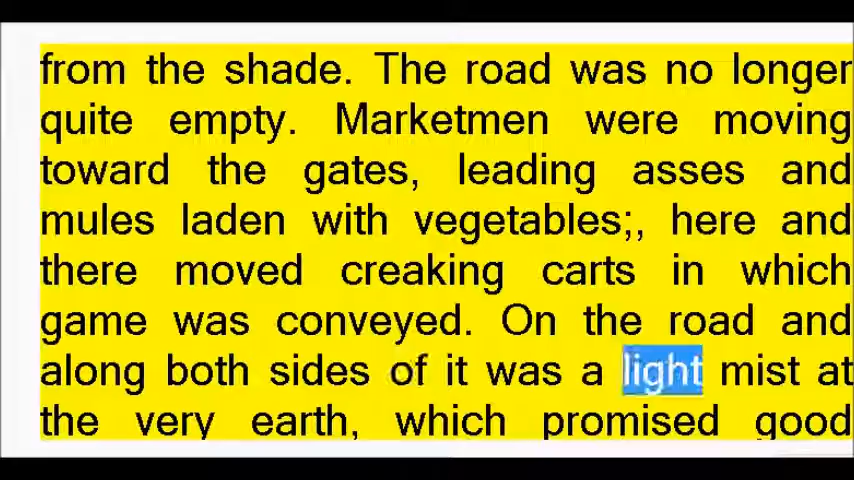 from the shade. The road was no longer
quite empty. Marketmen were moving
toward the gates, leading asses and
mules laden with vegetables;, here and
there moved creaking carts in which
game was conveyed. On the road and
along both sides of it was a light mist at
the very earth, which promised good